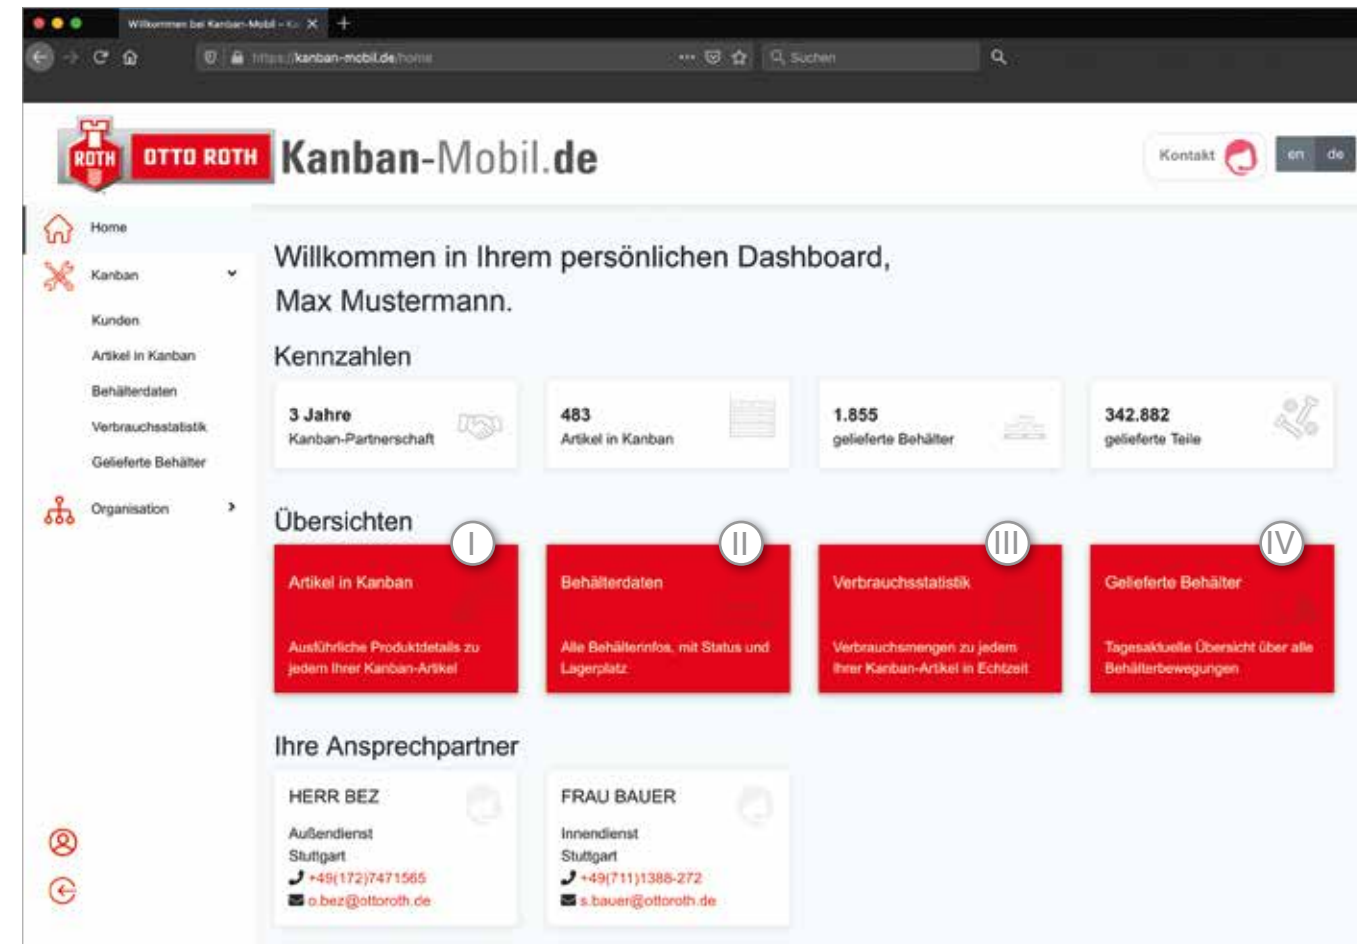 Willkommen bei Kanban-Mobil – Ka
https://kanban-mobil.de/home
Suchen
ROTH
OTTO ROTH
Kanban-Mobil.de
Kontakt
en de
Home
Kanban
Kunden
Artikel in Kanban
Behälterdaten
Verbrauchsstatistik
Gelieferte Behälter
Organisation
Willkommen in Ihrem persönlichen Dashboard,
Max Mustermann.
Kennzahlen
3 Jahre
Kanban-Partnerschaft
483
Artikel in Kanban
1.855
gelieferte Behälter
342.882
gelieferte Teile
Übersichten
I
II
III
IV
Artikel in Kanban
Ausführliche Produktdetails zu
jedem Ihrer Kanban-Artikel
Behälterdaten
Alle Behälterinfos, mit Status und
Lagerplatz
Verbrauchsstatistik
Verbrauchsmengen zu jedem
Ihrer Kanban-Artikel in Echtzeit
Gelieferte Behälter
Tagesaktuelle Übersicht über alle
Behälterbewegungen
Ihre Ansprechpartner
HERR BEZ
Außendienst
Stuttgart
+49(172)7471565
o.bez@ottoroth.de
FRAU BAUER
Innendienst
Stuttgart
+49(711)1388-272
s.bauer@ottoroth.de